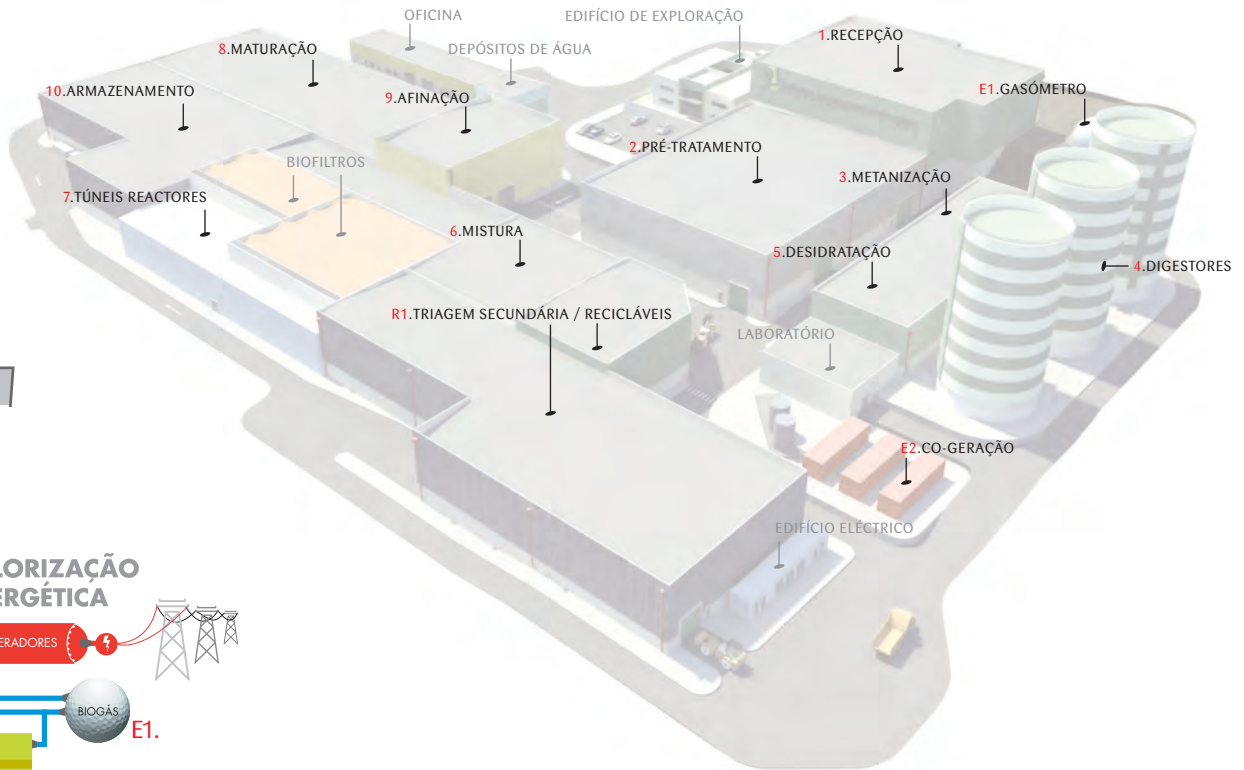 OFICINA
EDIFÍCIO DE EXPLORAÇÃO
1.RECEPÇÃO
8.MATURAÇÃO
DEPÓSITOS DE ÁGUA
10.ARMAZENAMENTO
9.AFINAÇÃO
E1.GASÓMETRO
2.PRÉ-TRATAMENTO
BIOFILTROS
3.METANIZAÇÃO
7.TÚNEIS REACTORES
6.MISTURA
5.DESIDRATAÇÃO
4.DIGESTORES
R1.TRIAGEM SECUNDÁRIA / RECICLÁVEIS
LABORATÓRIO
E2.CO-GERAÇÃO
EDIFÍCIO ELÉCTRICO
LORIZAÇÃO
ERGÉTICA
ERADORES
BIOGÁS
E1.